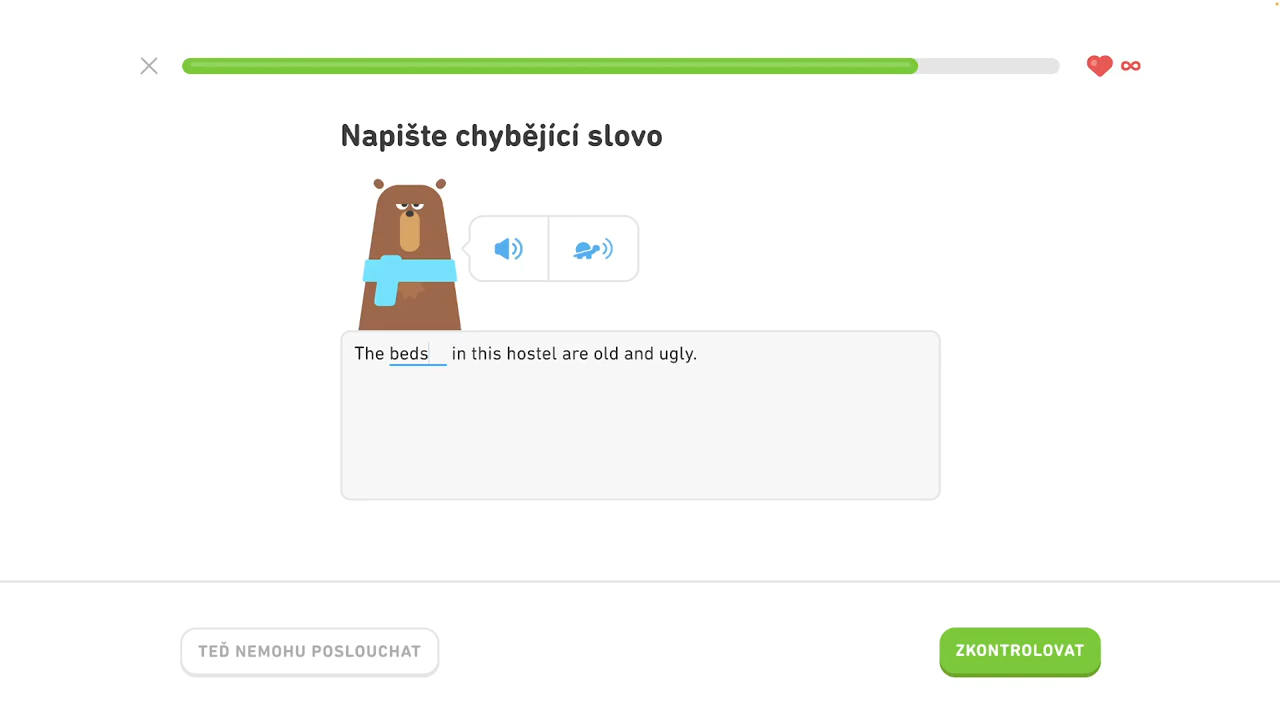 ∞
Napište chybějící slovo
The beds in this hostel are old and ugly.
TEĎ NEMOHU POSLOUCHAT
ZKONTROLOVAT